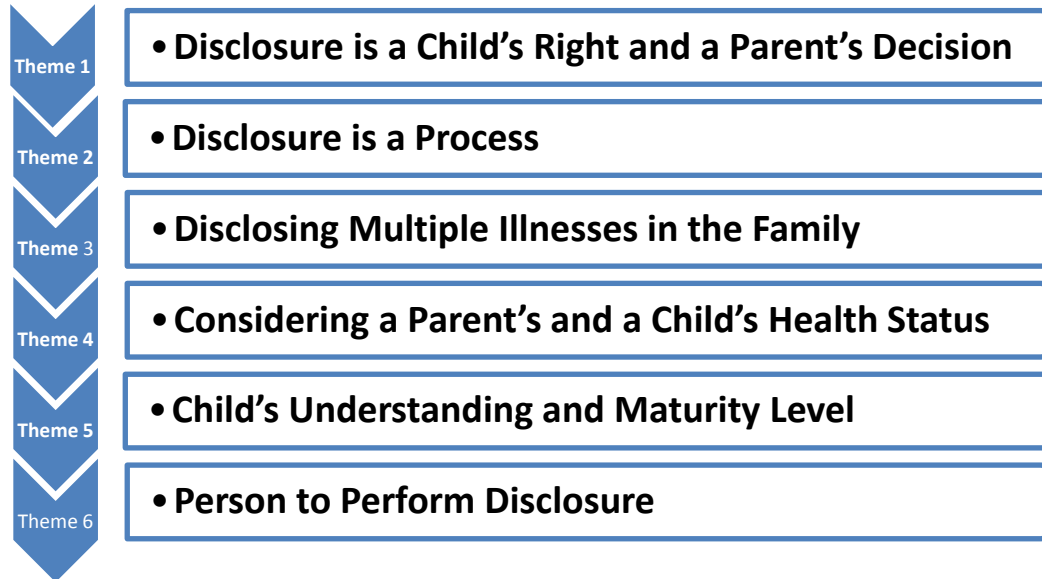 Theme 1
• Disclosure is a Child’s Right and a Parent’s Decision
Theme 2
• Disclosure is a Process
Theme 3
• Disclosing Multiple Illnesses in the Family
Theme 4
• Considering a Parent’s and a Child’s Health Status
Theme 5
• Child’s Understanding and Maturity Level
Theme 6
• Person to Perform Disclosure